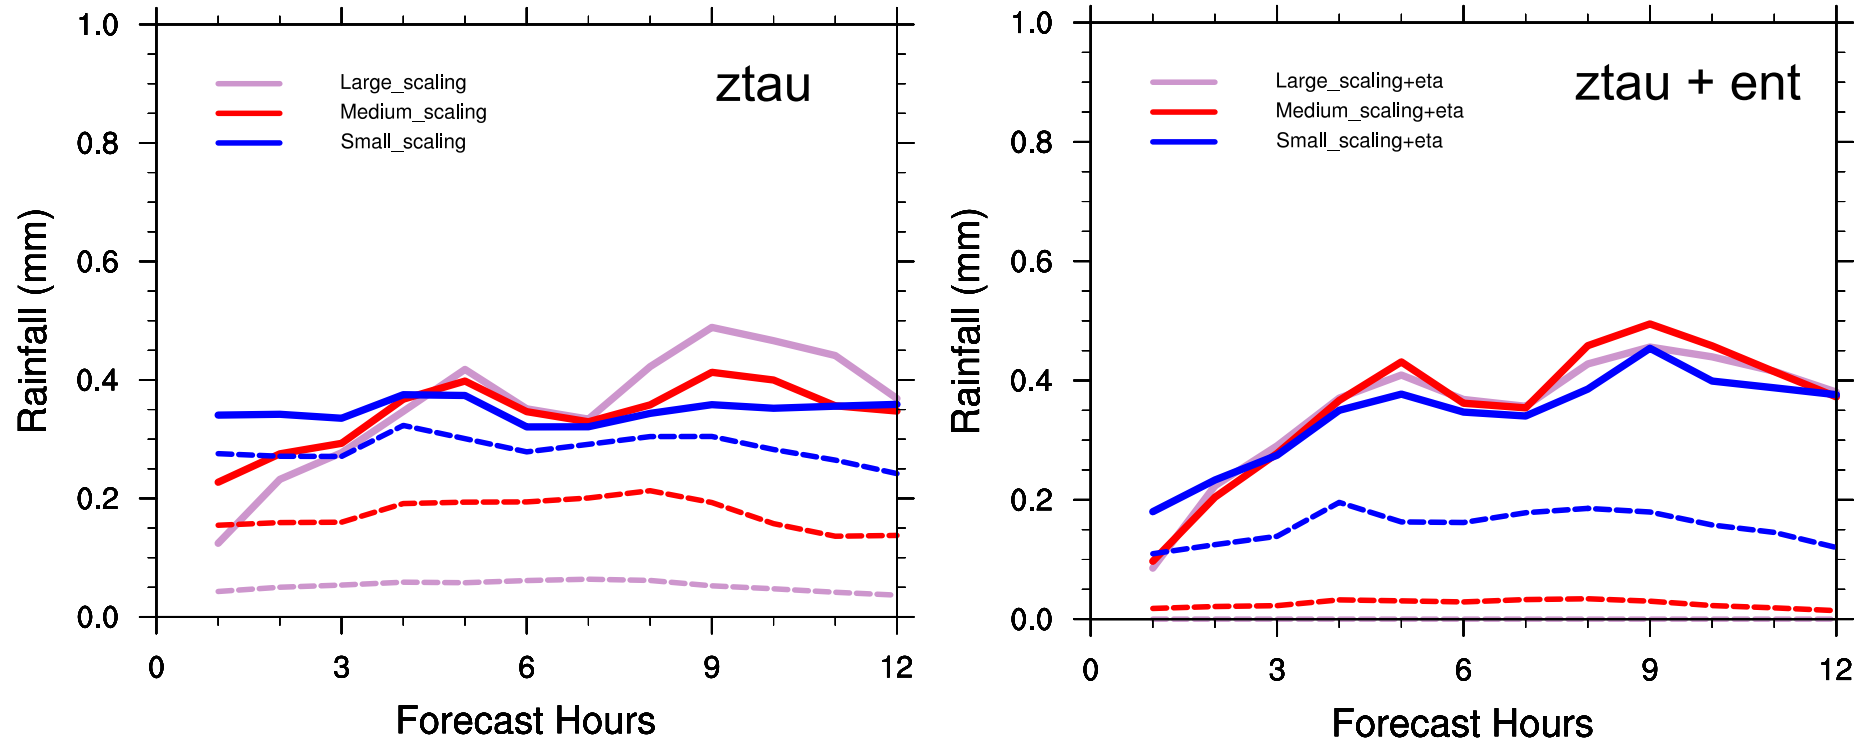 ztau
Large_scaling
Medium_scaling
Small_scaling
1.0
0.8
0.6
0.4
0.2
0.0
0 3 6 9 12
Rainfall (mm)
Forecast Hours
ztau + ent
Large_scaling+eta
Medium_scaling+eta
Small_scaling+eta
1.0
0.8
0.6
0.4
0.2
0.0
0 3 6 9 12
Rainfall (mm)
Forecast Hours